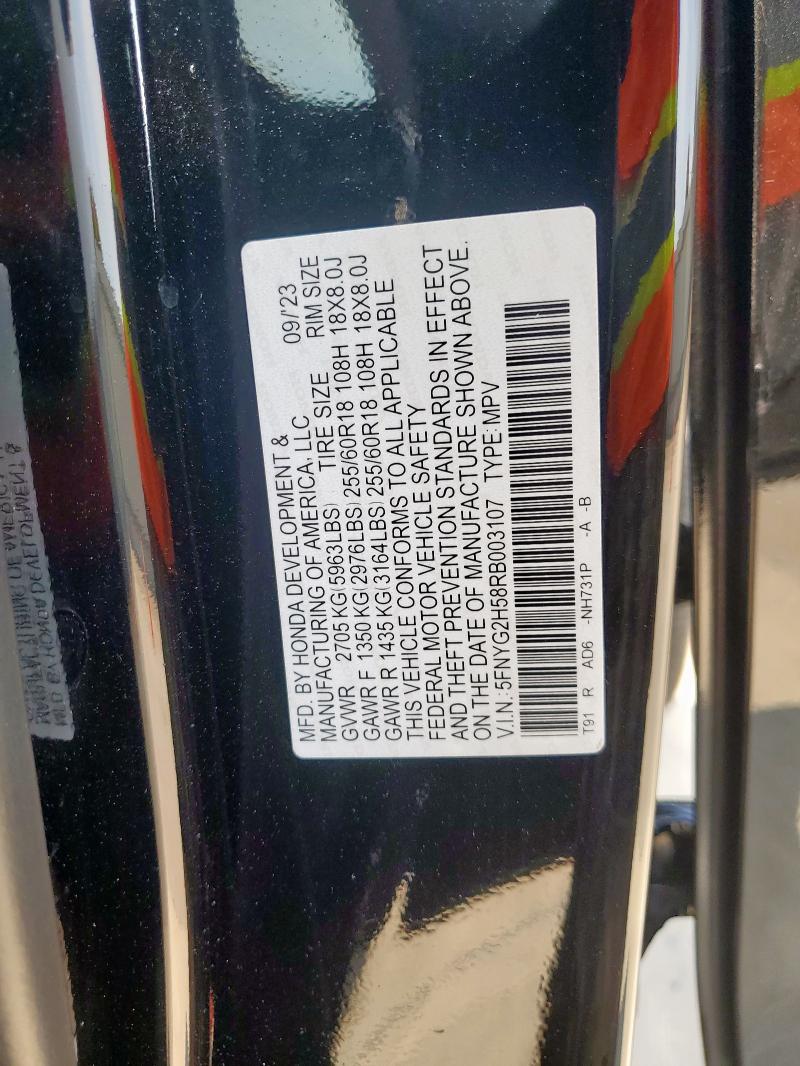 MFD. BY HONDA DEVELOPMENT &
MANUFACTURING OF AMERICA, LLC 09/'23
GVWR 2705 KG(5963LBS) TIRE SIZE RIM SIZE
GAWR F 1350 KG(2976LBS) 255/60R18 108H 18X8.0J
GAWR R 1435 KG(3164LBS) 255/60R18 108H 18X8.0J
THIS VEHICLE CONFORMS TO ALL APPLICABLE
FEDERAL MOTOR VEHICLE SAFETY
AND THEFT PREVENTION STANDARDS IN EFFECT
ON THE DATE OF MANUFACTURE SHOWN ABOVE.
V.I.N.: 5FNYG2H58RB003107 TYPE: MPV
T91 R AD6 -NH731P -A -B